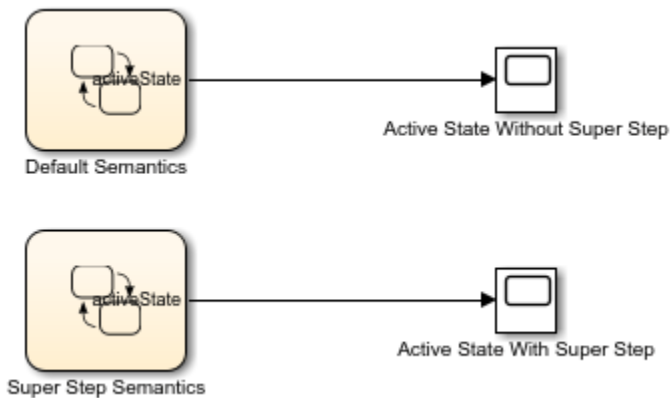 activeState
Active State Without Super Step
Default Semantics
activeState
Active State With Super Step
Super Step Semantics